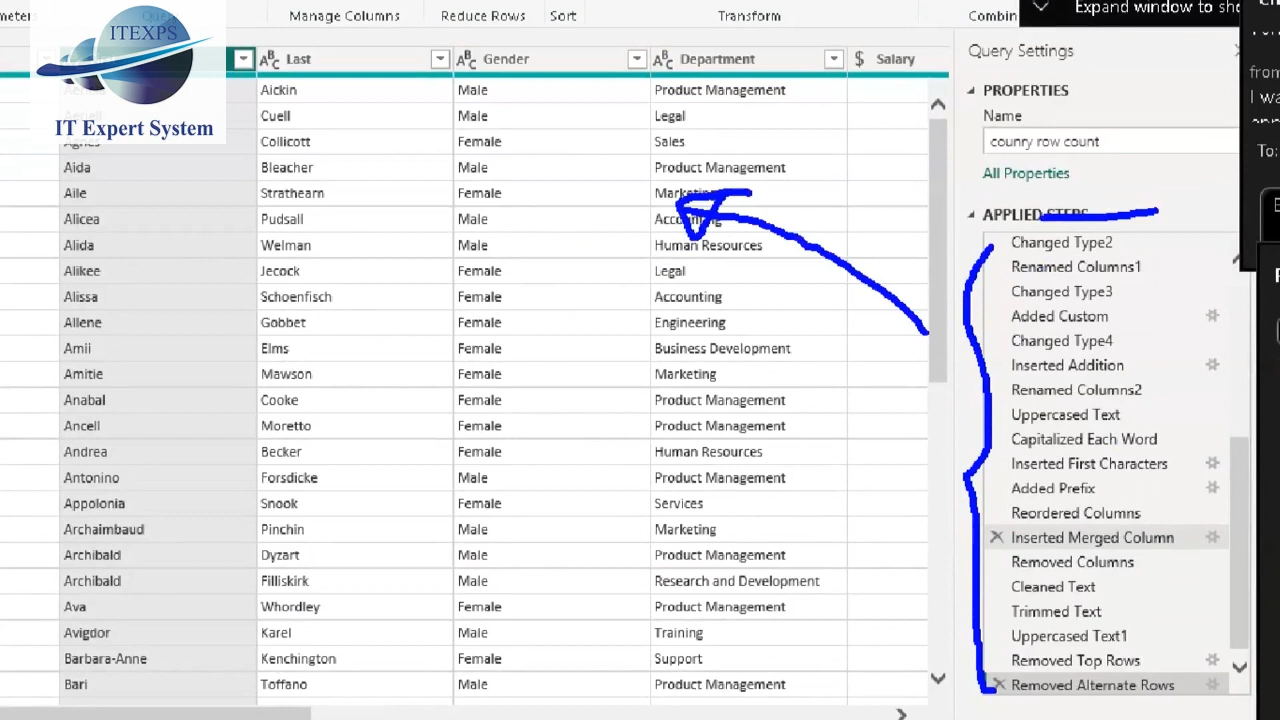 Manage Columns
Reduce Rows
Sort
Transform
Combin
Expand window to sho
ITEXPS
IT Expert System
Last
Gender
Department
$ Salary
Aickin Male Product Management
Cuell Male Legal
Collicott Female Sales
Aida Bleacher Male Product Management
Aile Strathearn Female Marketing
Alicea Pudsall Male Accounting
Alida Welman Male Human Resources
Alikee Jecock Female Legal
Alissa Schoenfisch Female Accounting
Allene Gobbet Female Engineering
Amii Elms Female Business Development
Amitie Mawson Female Marketing
Anabal Cooke Female Product Management
Ancell Moretto Female Product Management
Andrea Becker Female Human Resources
Antonino Forsdicke Male Product Management
Appolonia Snook Female Services
Archaimbaud Pinchin Male Marketing
Archibald Dyzart Male Product Management
Archibald Filliskirk Male Research and Development
Ava Whordley Female Product Management
Avigdor Karel Male Training
Barbara-Anne Kenchington Female Support
Bari Toffano Male Product Management
Query Settings
PROPERTIES
Name
counry row count
All Properties
APPLIED STEPS
Changed Type2
Renamed Columns1
Changed Type3
Added Custom
Changed Type4
Inserted Addition
Renamed Columns2
Uppercased Text
Capitalized Each Word
Inserted First Characters
Added Prefix
Reordered Columns
Inserted Merged Column
Removed Columns
Cleaned Text
Trimmed Text
Uppercased Text1
Removed Top Rows
Removed Alternate Rows
from
I wa
To: